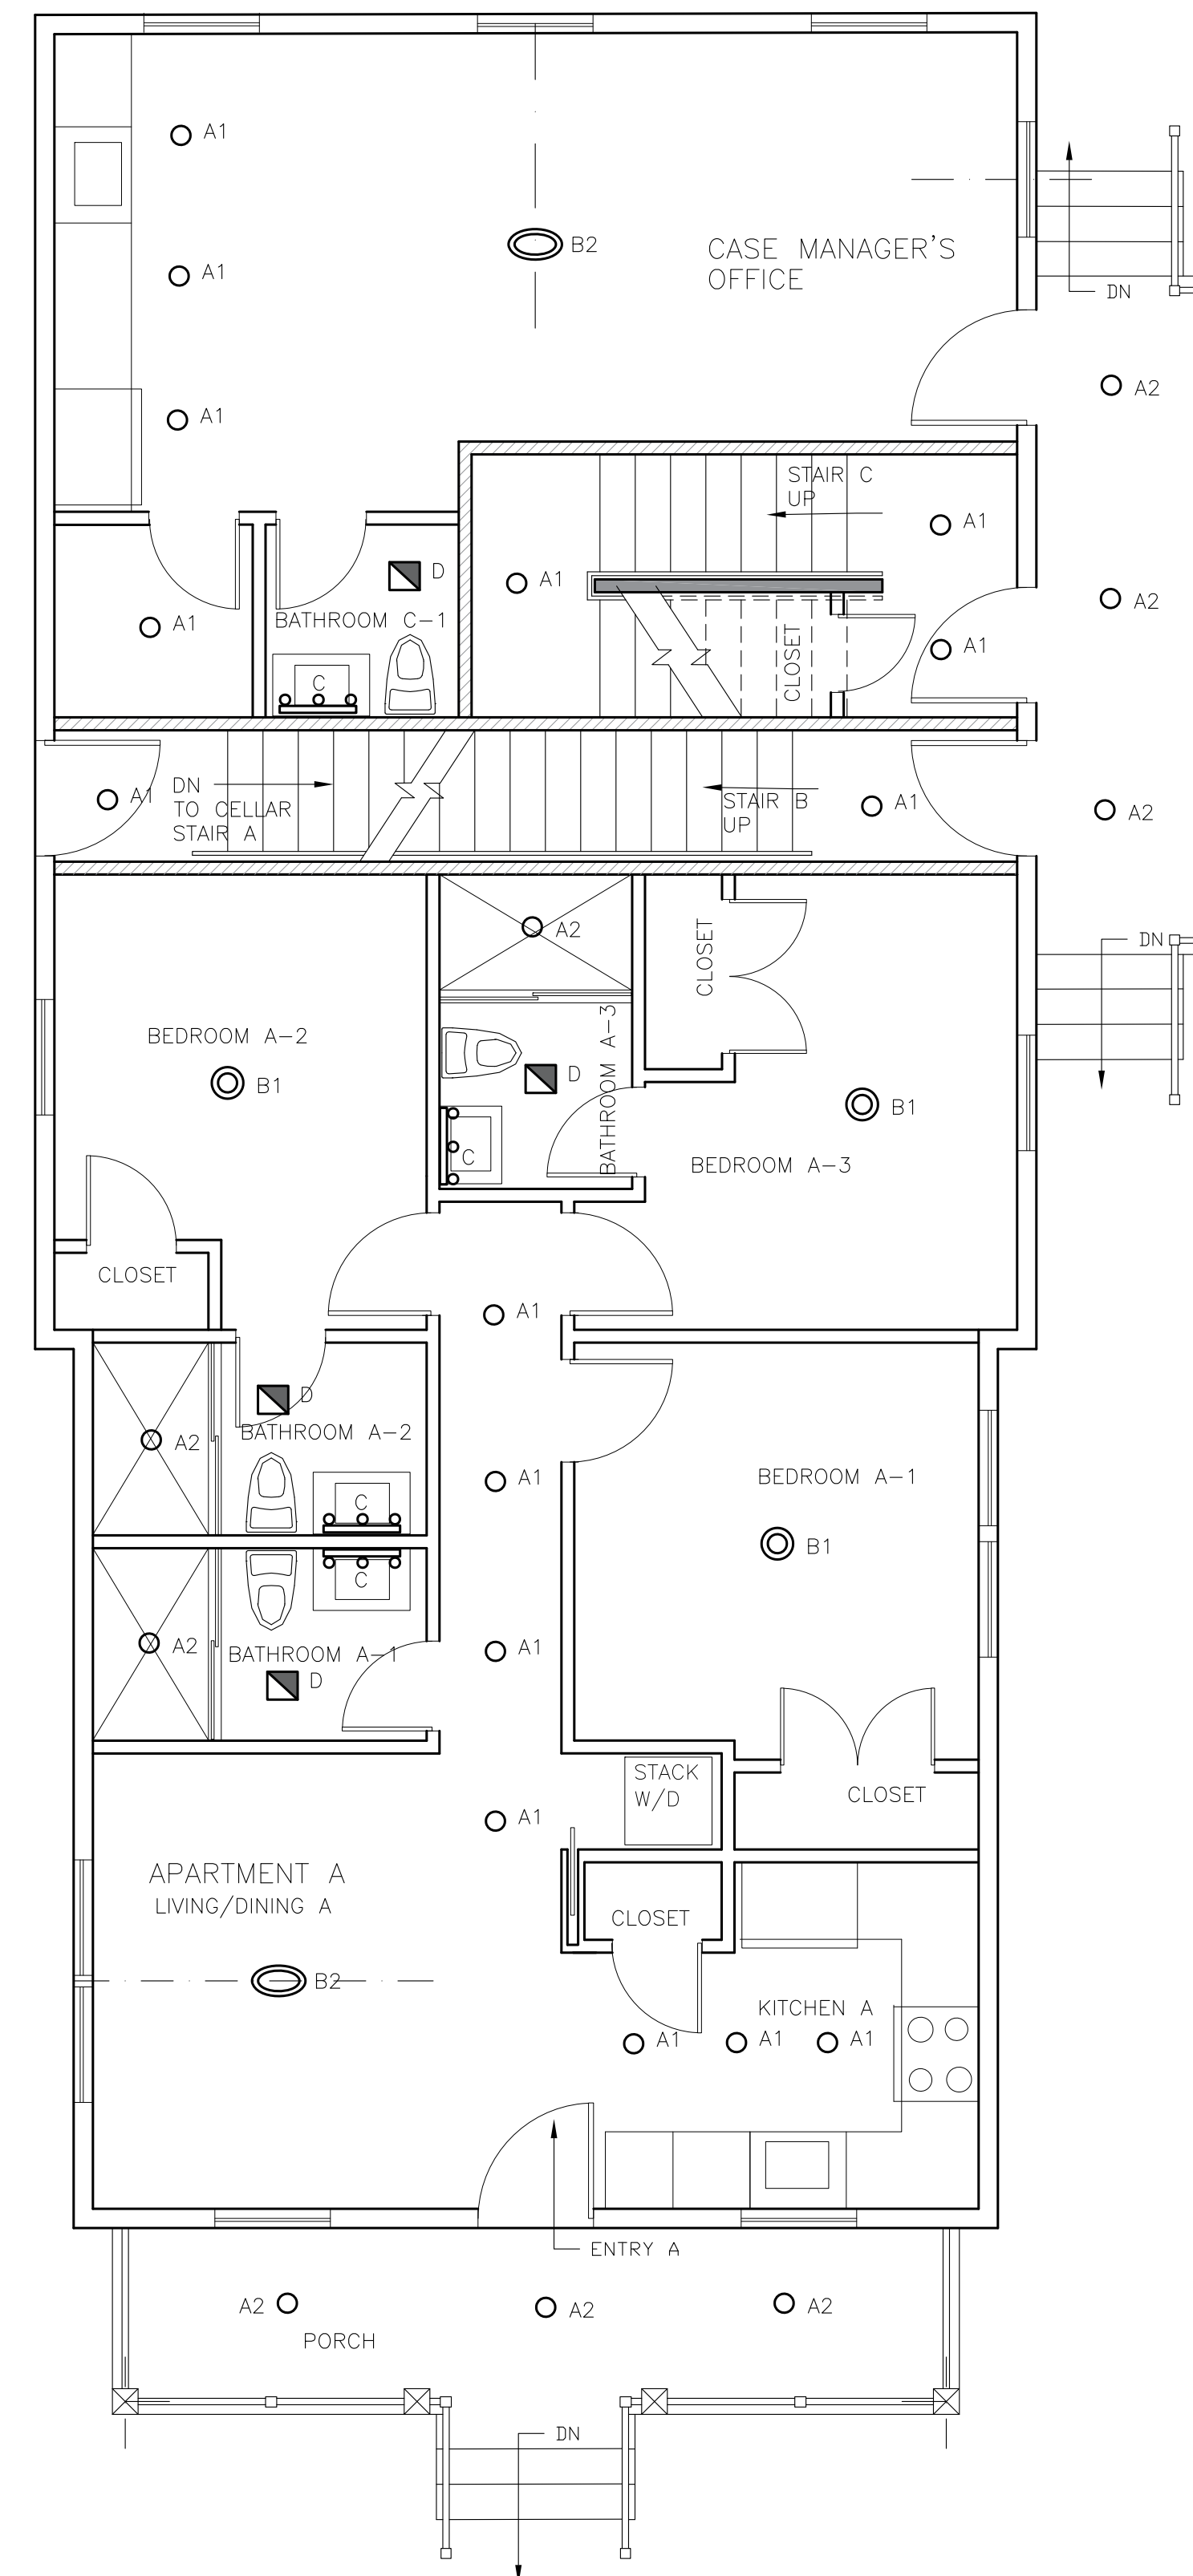 A1
A1
B2
CASE MANAGER'S
OFFICE
DN
A2
A1
STAIR C
UP
A1
D
A1
A1
BATHROOM C-1
A2
CLOSET
A1
C
DN
TO CELLAR
STAIR A
A1
STAIR B
UP
A1
A2
A2
CLOSET
DN
BEDROOM A-2
BATHROOM A-3
D
B1
B1
C
BEDROOM A-3
CLOSET
A1
D
BATHROOM A-2
A2
A1
BEDROOM A-1
C
B1
C
A2
BATHROOM A-1
A1
D
STACK
W/D
CLOSET
A1
APARTMENT A
LIVING/DINING A
CLOSET
B2
KITCHEN A
A1
A1
A1
ENTRY A
A2
A2
A2
PORCH
DN